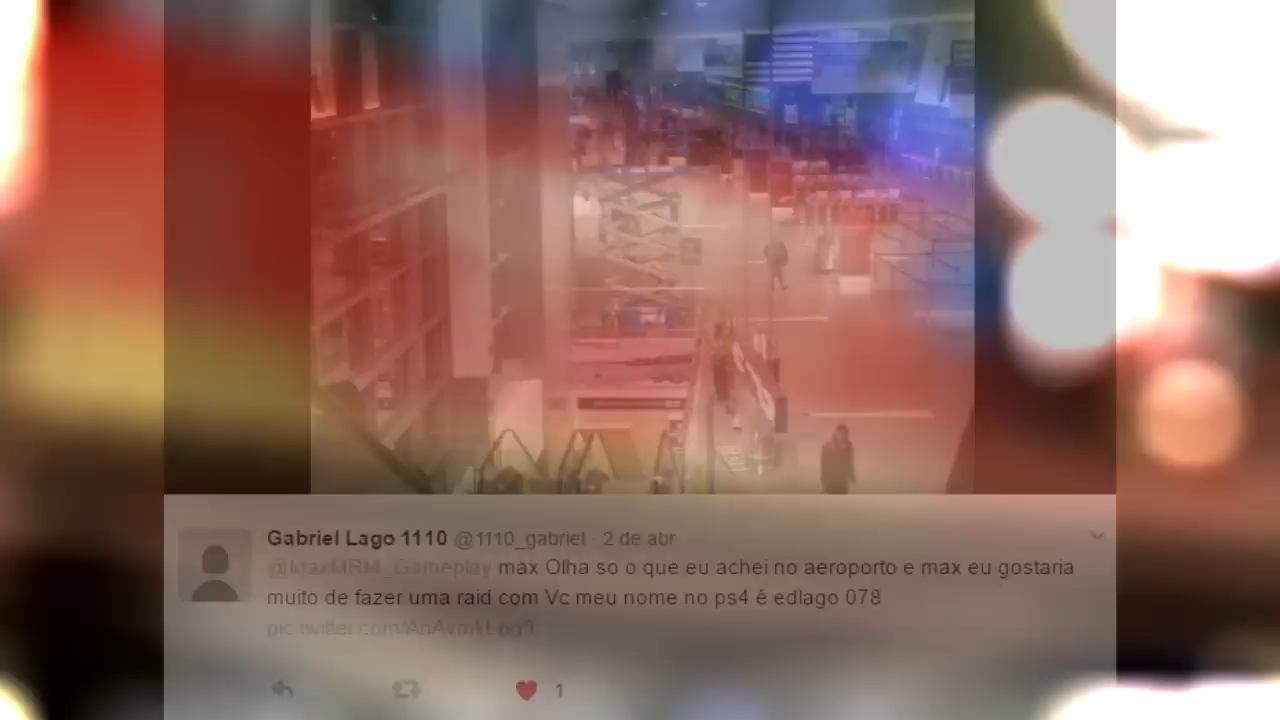 Gabriel Lago 1110 @1110_gabriel · 2 de abr
@MaxMRM_Gameplay max Olha so o que eu achei no aeroporto e max eu gostaria
muito de fazer uma raid com Vc meu nome no ps4 é edlago 078
1